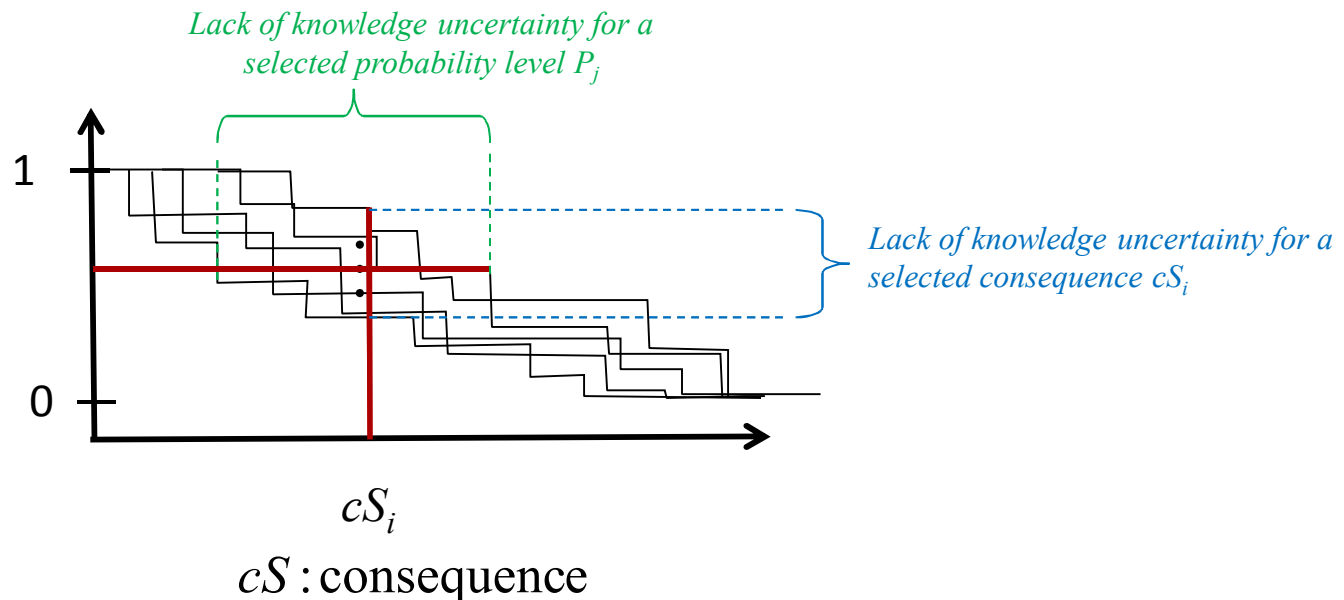 Lack of knowledge uncertainty for a
selected probability level Pj
1
Lack of knowledge uncertainty for a
selected consequence cSi
0
cSi
cS : consequence